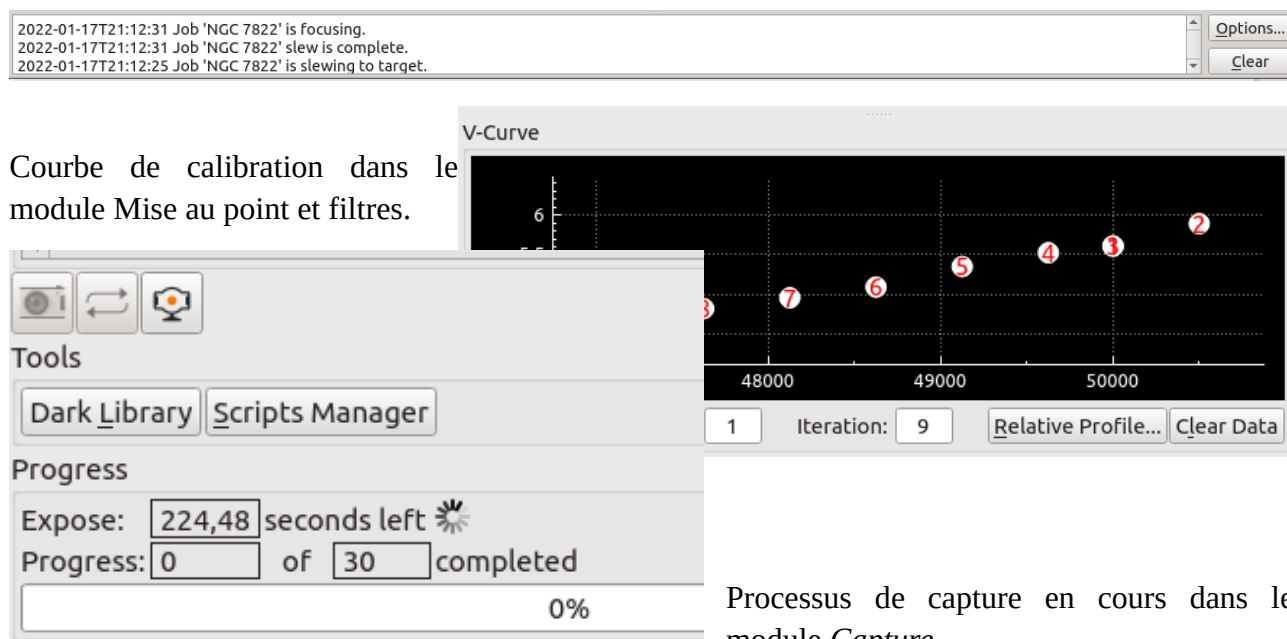 2022-01-17T21:12:31 Job 'NGC 7822' is focusing.
2022-01-17T21:12:31 Job 'NGC 7822' slew is complete.
2022-01-17T21:12:25 Job 'NGC 7822' is slewing to target.
Options...
Clear
V-Curve
Courbe de calibration dans le
module Mise au point et filtres.
6
2
3
4
5
6
7
48000
49000
50000
1 Iteration: 9 Relative Profile... Clear Data
Tools
Dark Library Scripts Manager
Progress
Expose: 224,48 seconds left
Progress: 0 of 30 completed
0%
Processus de capture en cours dans le
module Capture